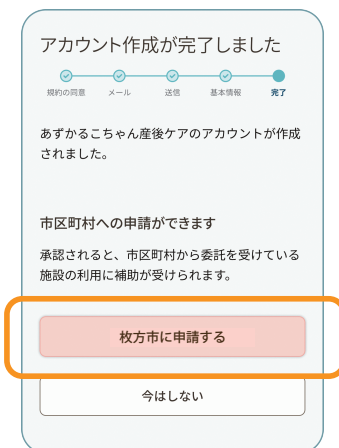 アカウント作成が完了しました
規約の同意 メール 送信 基本情報 完了
あずかるこちゃん産後ケアのアカウントが作成
されました。
市区町村への申請ができます
承認されると、市区町村から委託を受けている
施設の利用に補助が受けられます。
枚方市に申請する
今はしない